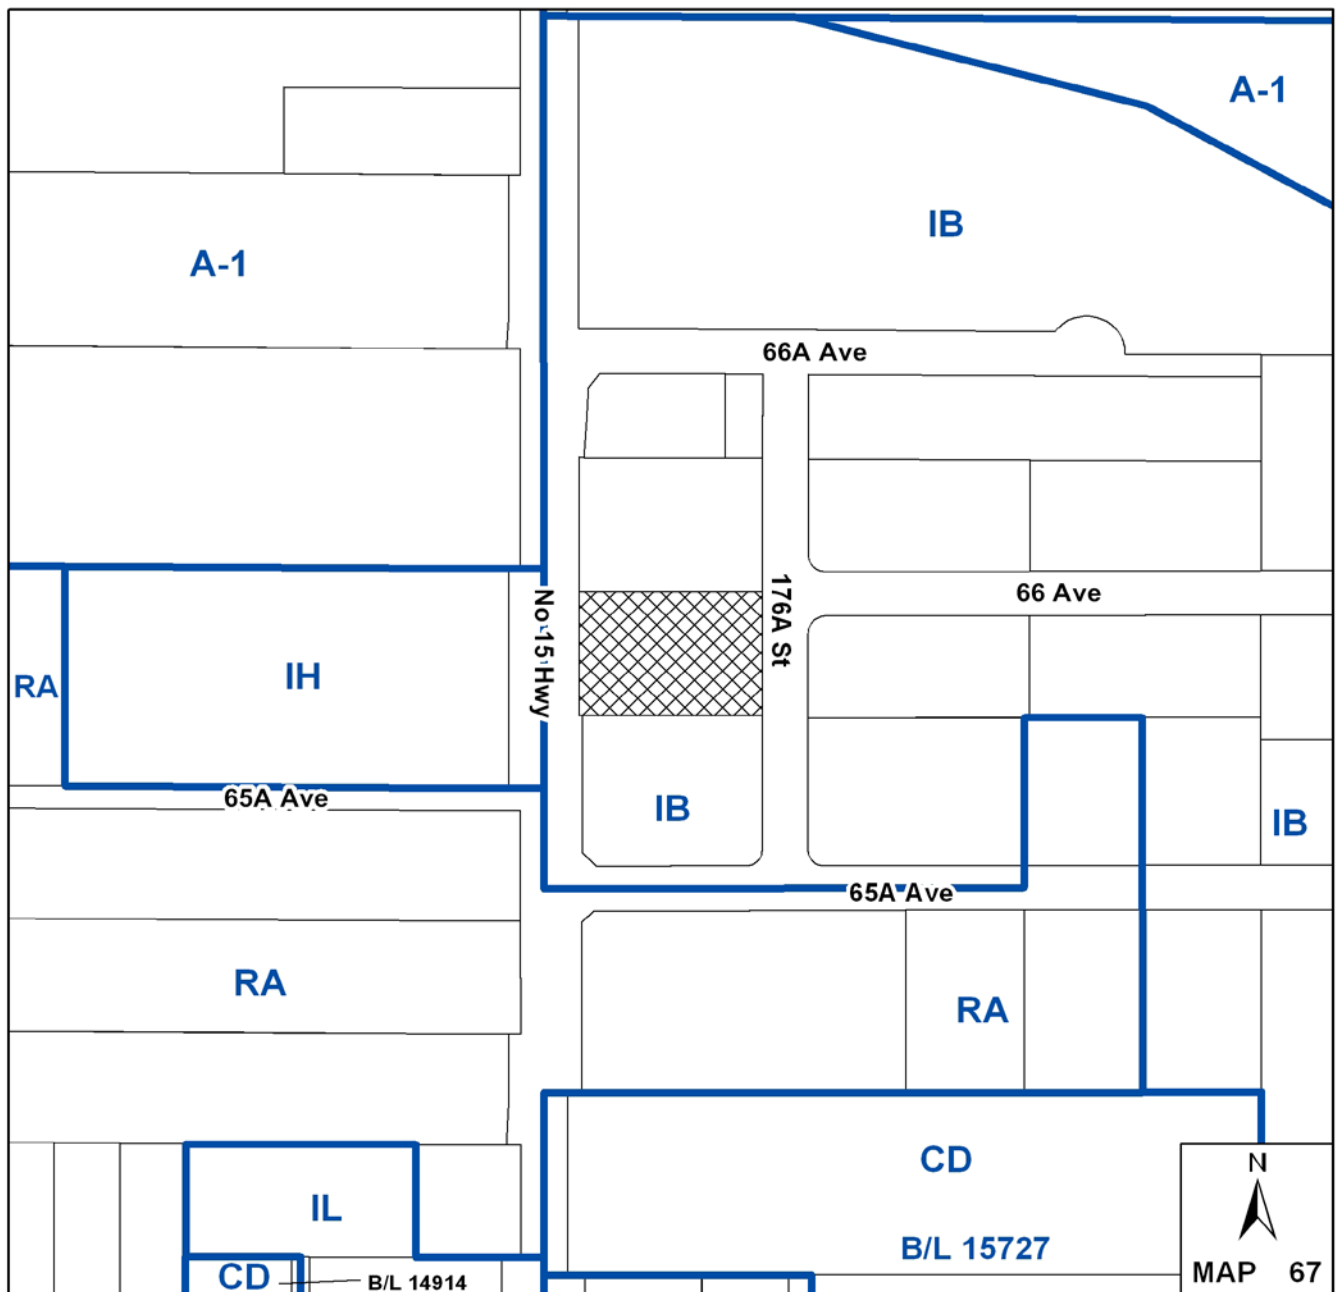 A-1
A-1
IB
66A Ave
176A St
66 Ave
No 15 Hwy
IH
RA
65A Ave
IB
IB
65A Ave
RA
RA
CD
N
IL
B/L 15727
CD
B/L 14914
MAP 67